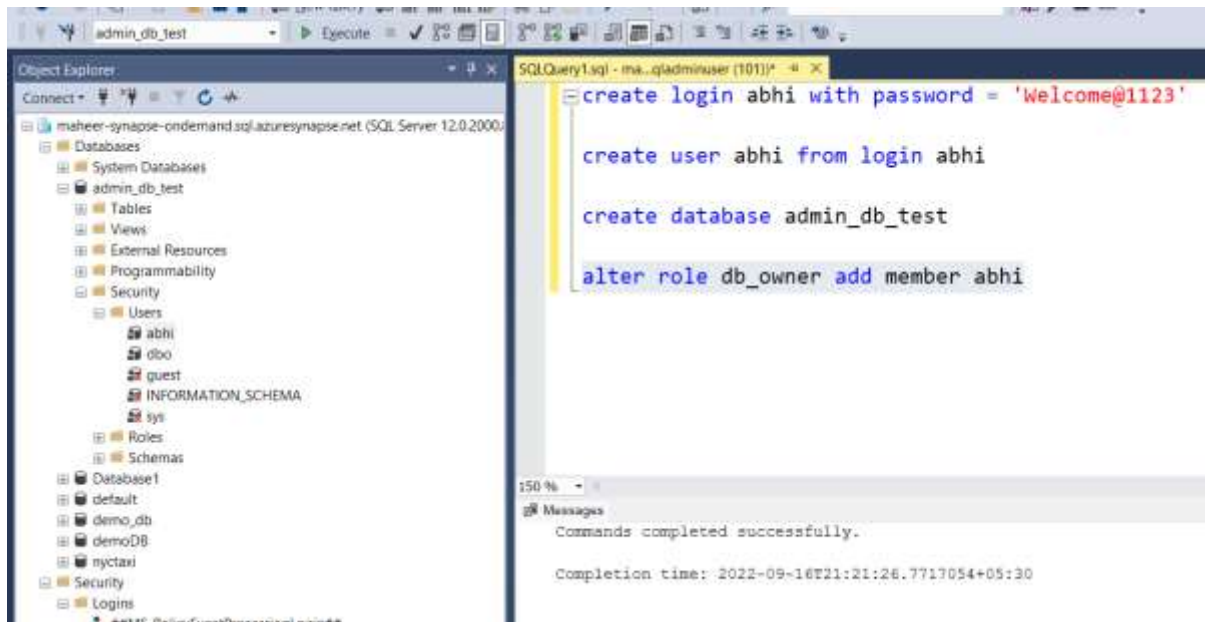 admin_db_test
Execute
Object Explorer
Connect
maheer-synapse-ondemand.sql.azuresynapse.net (SQL Server 12.0.2000.
Databases
System Databases
admin_db_test
Tables
Views
External Resources
Programmability
Security
Users
abhi
dbo
guest
INFORMATION_SCHEMA
sys
Roles
Schemas
Database1
default
demo_db
demoDB
nyctaxi
Security
Logins
SQLQuery1.sql - ma...qladminuser (101))*
create login abhi with password = 'Welcome@1123'
create user abhi from login abhi
create database admin_db_test
alter role db_owner add member abhi
150 %
Messages
Commands completed successfully.
Completion time: 2022-09-16T21:21:26.7717054+05:30